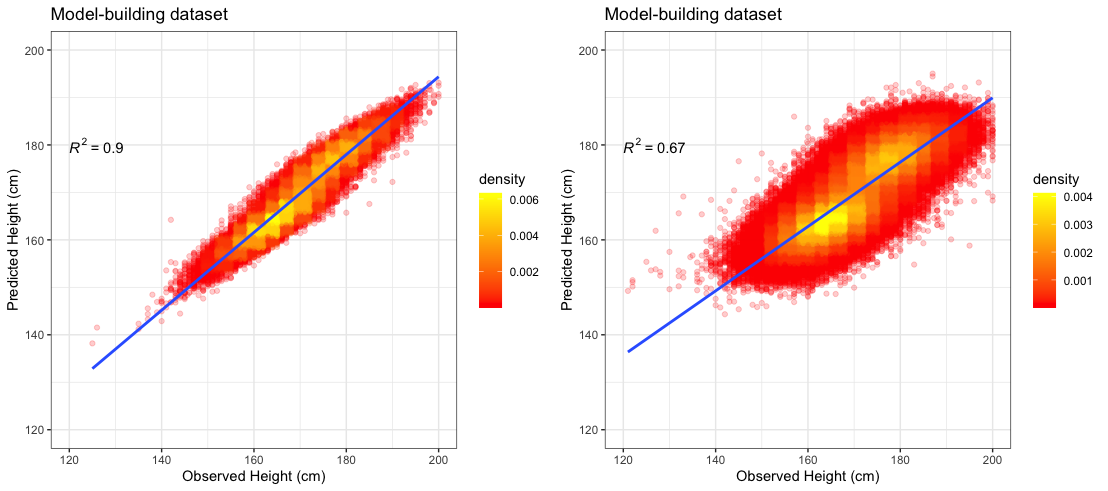 Model-building dataset
Predicted Height (cm)
200
180
160
140
120
R² = 0.9
120 140 160 180 200
Observed Height (cm)
density
0.006
0.004
0.002
Model-building dataset
Predicted Height (cm)
200
180
160
140
120
R² = 0.67
120 140 160 180 200
Observed Height (cm)
density
0.004
0.003
0.002
0.001